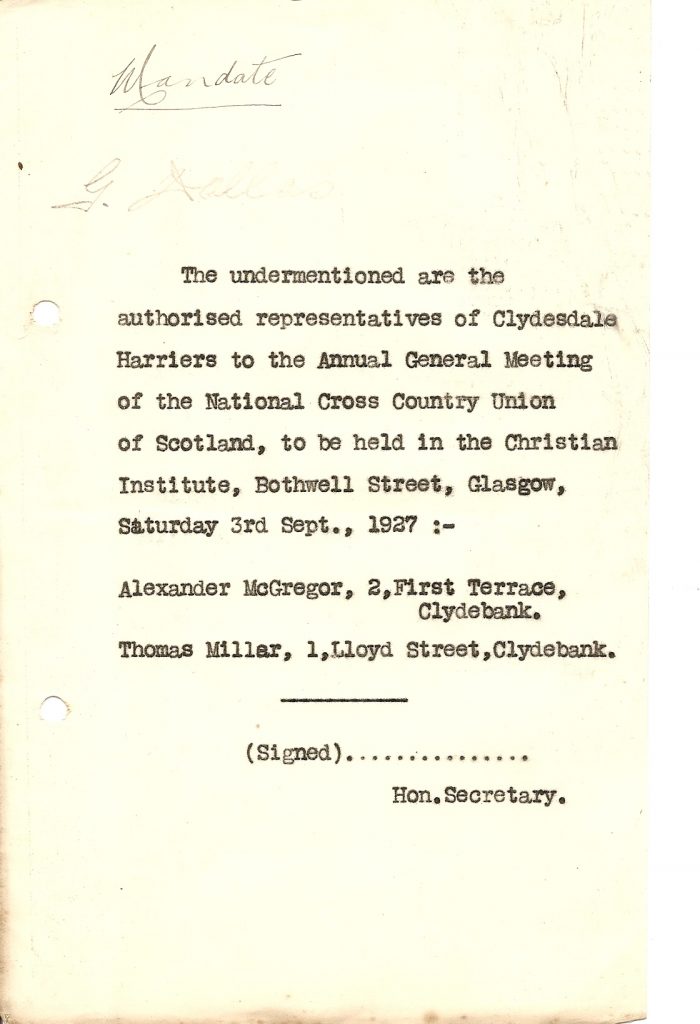 Mandate
G. Dallas
The undermentioned are the
authorised representatives of Clydesdale
Harriers to the Annual General Meeting
of the National Cross Country Union
of Scotland, to be held in the Christian
Institute, Bothwell Street, Glasgow,
Saturday 3rd Sept., 1927 :-
Alexander McGregor, 2,First Terrace,
Clydebank.
Thomas Millar, 1,Lloyd Street,Clydebank.
(Signed)...............
Hon.Secretary.